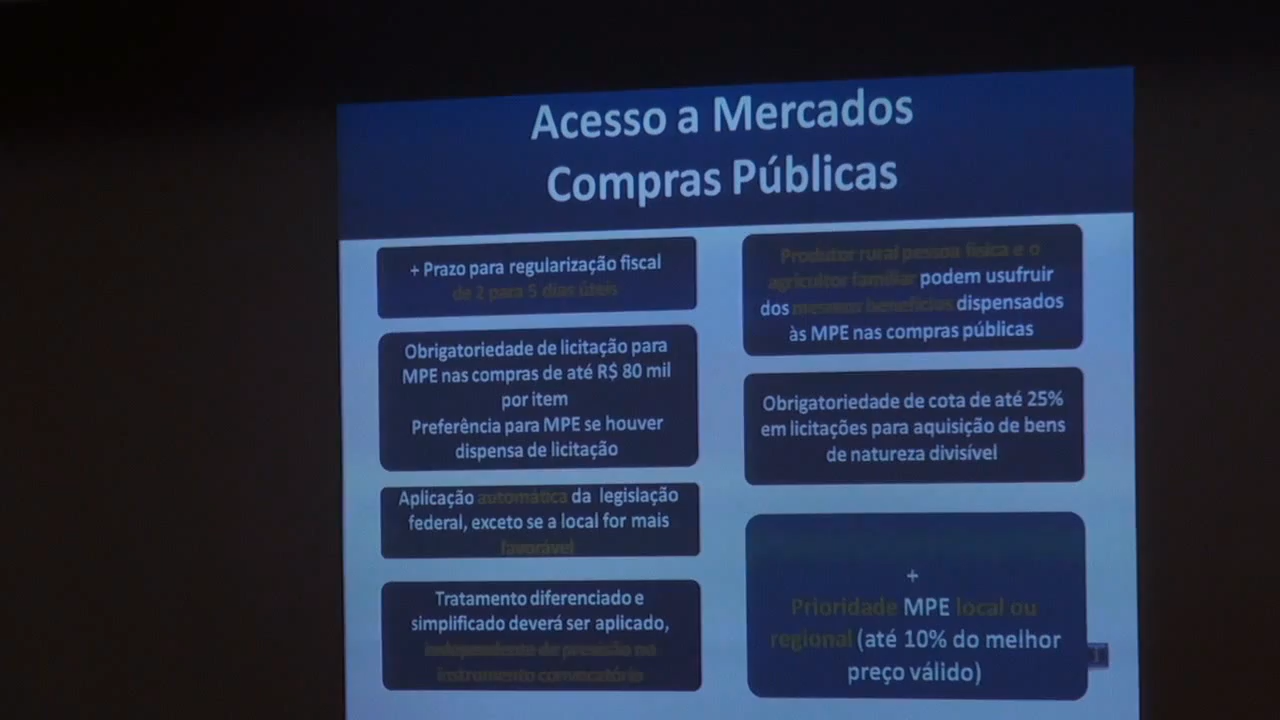 Acesso a Mercados
Compras Públicas
+ Prazo para regularização fiscal
de 2 para 5 dias úteis
Obrigatoriedade de licitação para
MPE nas compras de até R$ 80 mil
por item
Preferência para MPE se houver
dispensa de licitação
Aplicação automática da legislação
federal, exceto se a local for mais
favorável
Tratamento diferenciado e
simplificado deverá ser aplicado,
independente de previsão no
instrumento convocatório
Produtor rural pessoa física e o
agricultor familiar podem usufruir
dos mesmos benefícios dispensados
às MPE nas compras públicas
Obrigatoriedade de cota de até 25%
em licitações para aquisição de bens
de natureza divisível
+
Prioridade MPE local ou
regional (até 10% do melhor
preço válido)